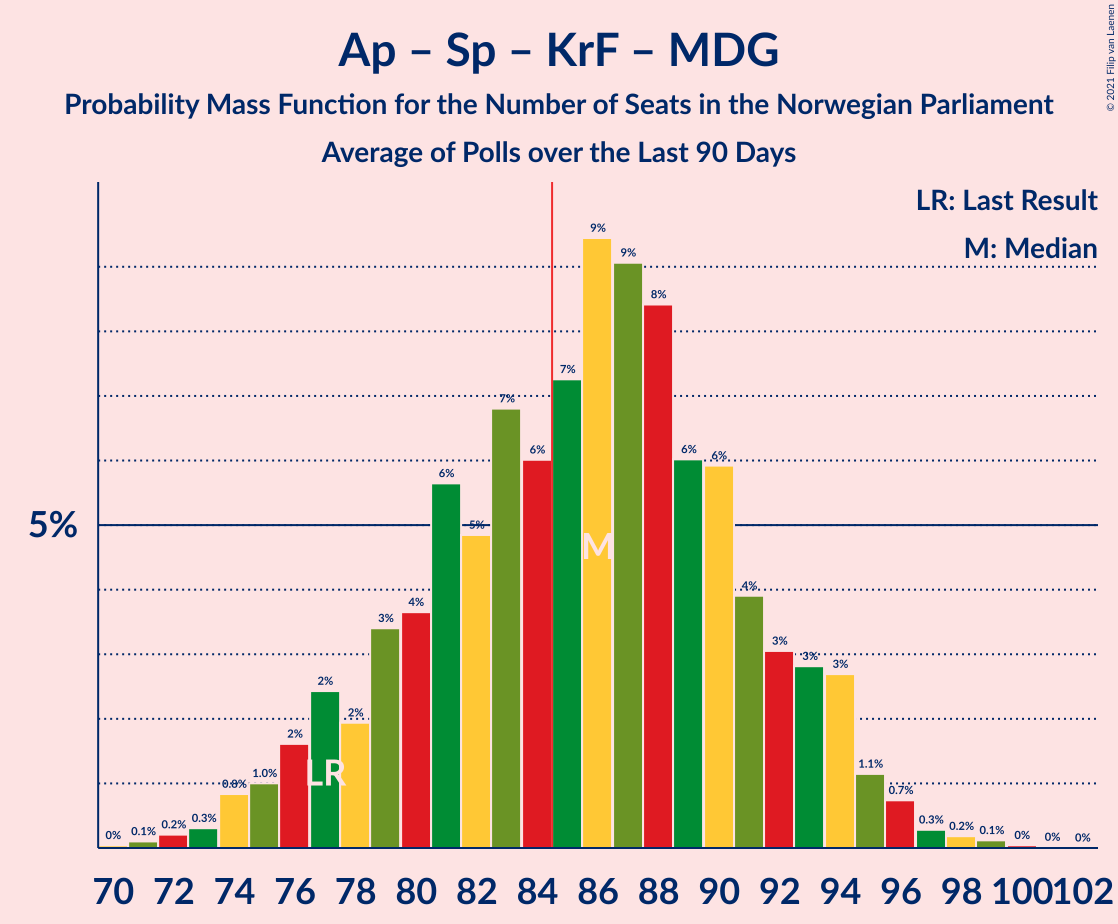 Ap – Sp – KrF – MDG
Probability Mass Function for the Number of Seats in the Norwegian Parliament
Average of Polls over the Last 90 Days
© 2021 Filip van Laenen
LR: Last Result
M: Median
5%
0% 0.1% 0.2% 0.3% 0.8% 1.0% 2% 2% 2% 3% 4% 6% 5% 7% 6% 7% 9% 9% 8% 6% 6% 4% 3% 3% 3% 1.1% 0.7% 0.3% 0.2% 0.1% 0% 0% 0%
M
LR
70 72 74 76 78 80 82 84 86 88 90 92 94 96 98 100 102